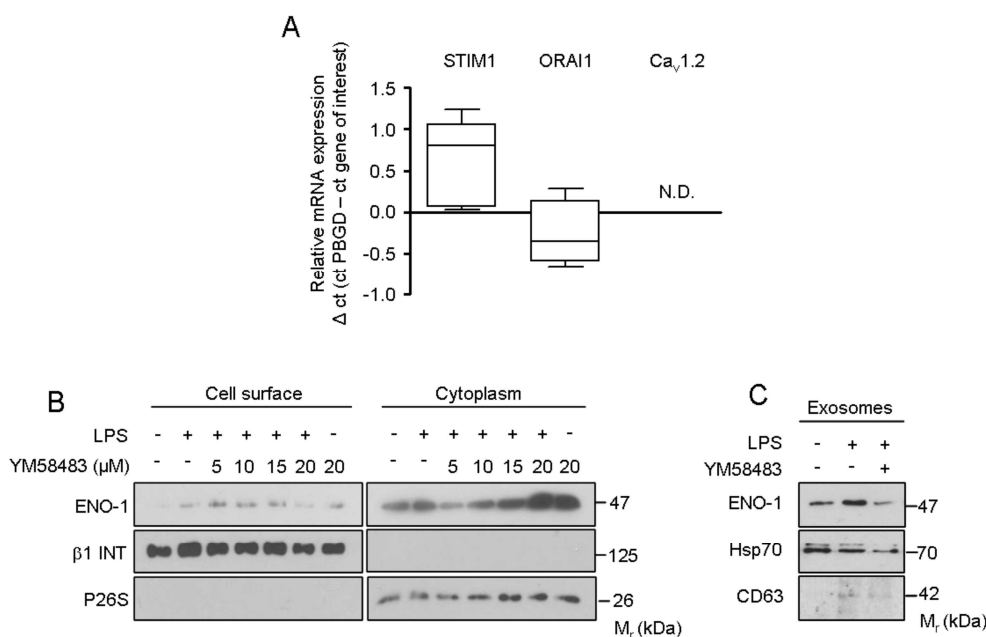 A
STIM1 ORAI1 CaV1.2
Relative mRNA expression
Δ ct (ct PBGD – ct gene of interest)
1.5
1.0
0.5
0.0
-0.5
-1.0
N.D.
B
Cell surface Cytoplasm
LPS - + + + + + - - + + + + + -
YM58483 (µM) - - 5 10 15 20 20 - - 5 10 15 20 20
ENO-1 47
β1 INT 125
P26S 26
Mr (kDa)
C
Exosomes
LPS - + +
YM58483 - - +
ENO-1 47
Hsp70 70
CD63 42
Mr (kDa)